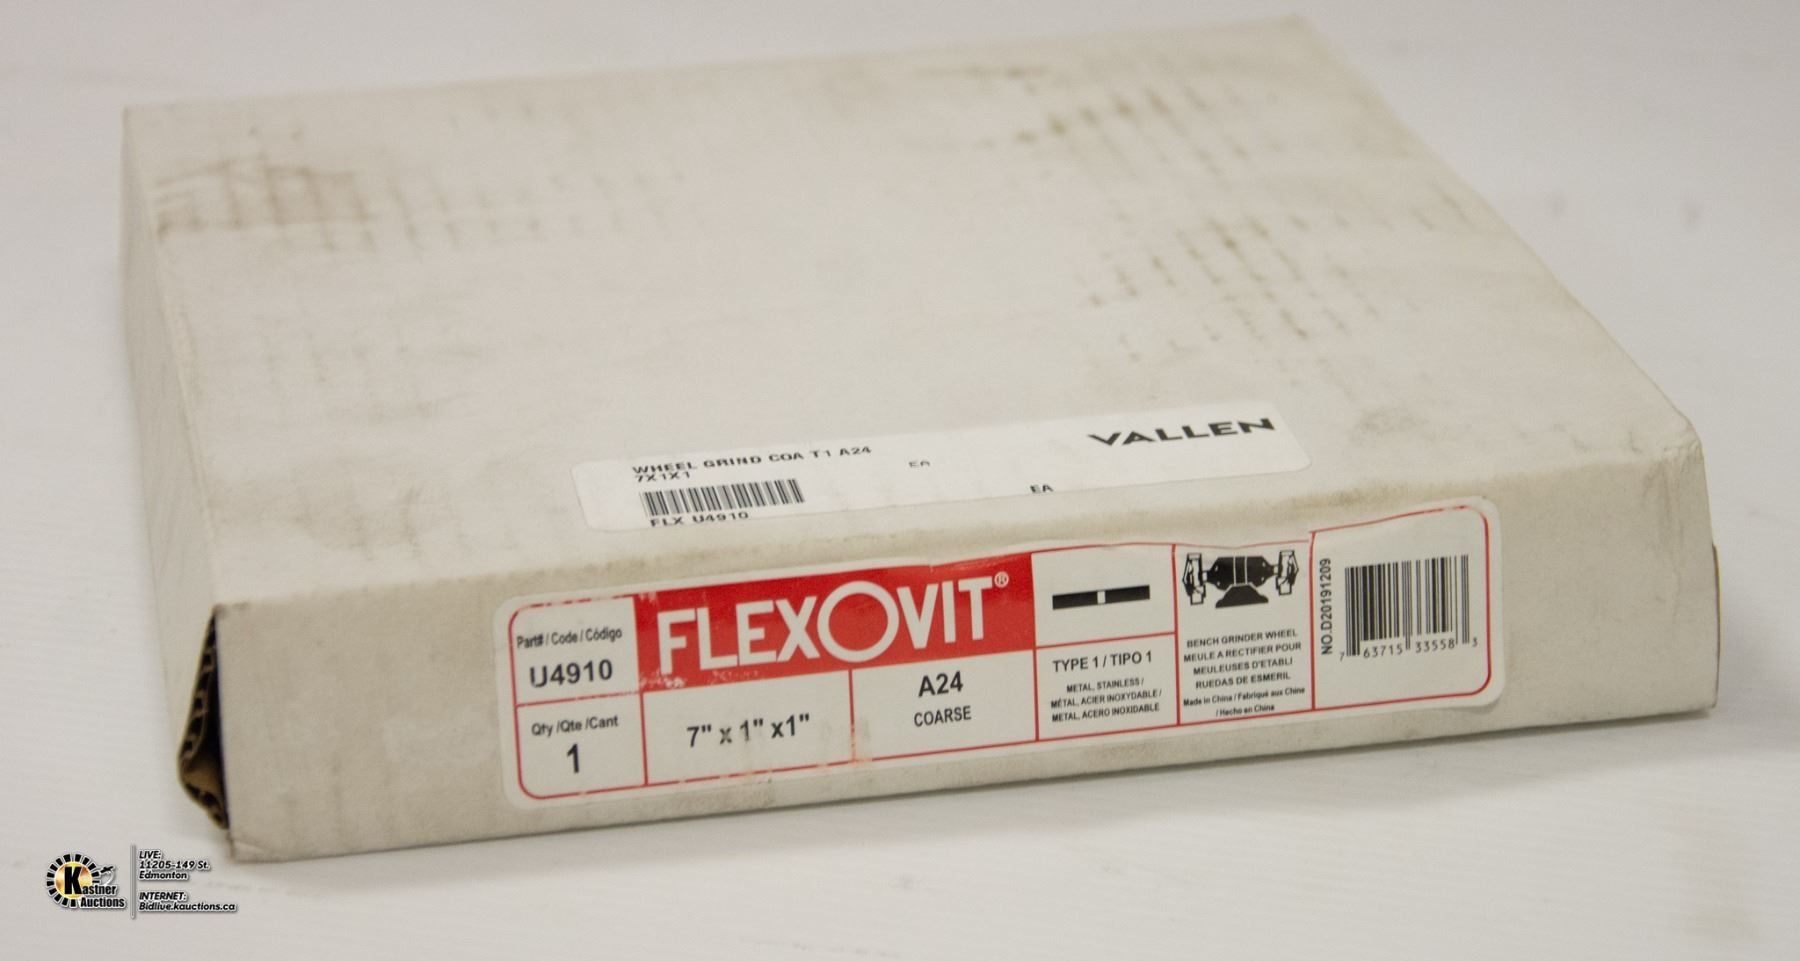 WHEEL GRIND COA T1 A24
7X1X1
EA
EA
FLX U4910
VALLEN
Part# / Code / Código
U4910
Qty /Qte /Cant
1
FLEXOVIT®
7" x 1" x1"
A24
COARSE
TYPE 1 / TIPO 1
METAL, STAINLESS /
MÉTAL, ACIER INOXYDABLE /
METAL, ACERO INOXIDABLE
BENCH GRINDER WHEEL
MEULE A RECTIFIER POUR
MEULEUSES D'ETABLI
RUEDAS DE ESMERIL
Made in China / Fabriqué aux Chine
/ Hecho en China
NO.D20191209
7 63715 33558 3
Kastner
Auctions
LIVE:
11205-149 St.
Edmonton
INTERNET:
Bidlive.kauctions.ca